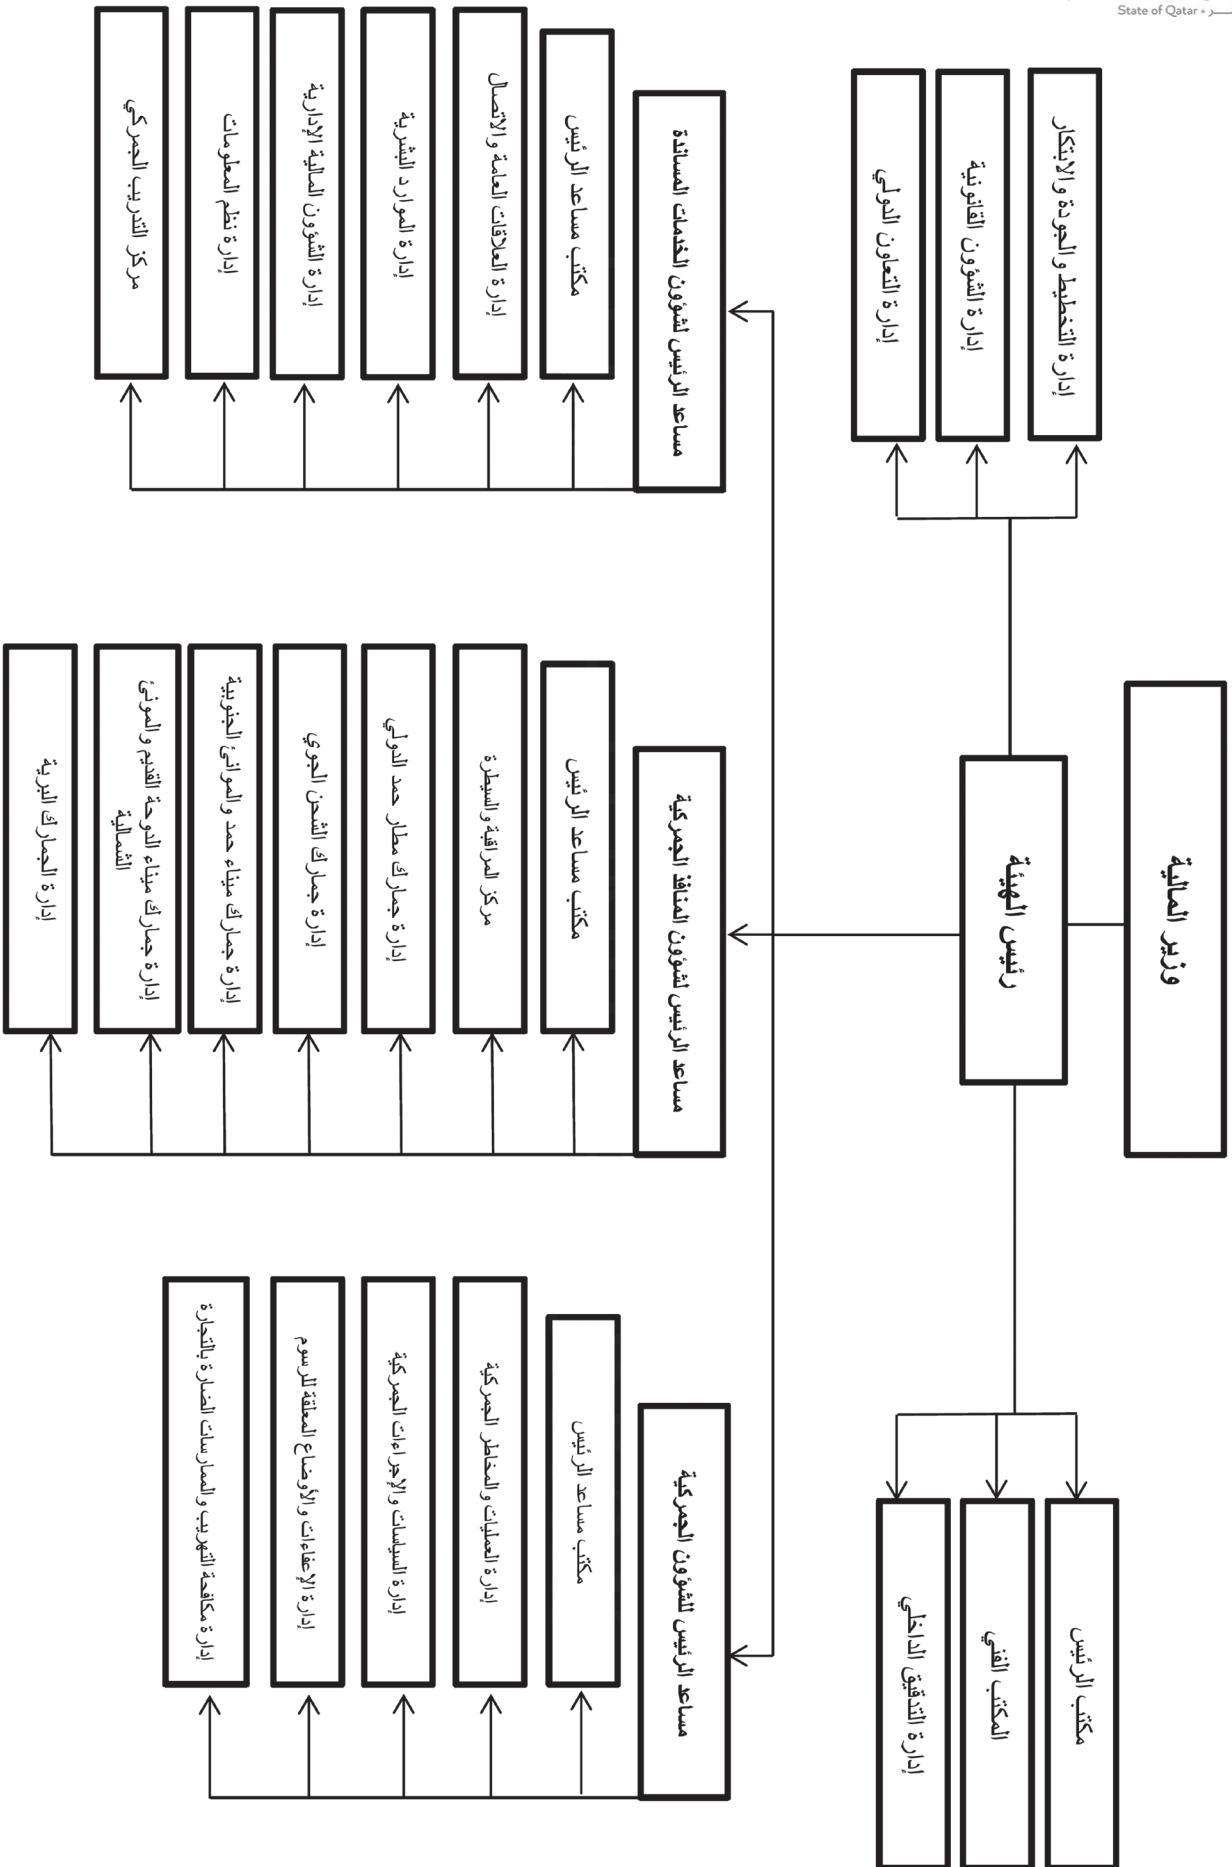 State of Qatar • ـــر
وزير المالية
رئيس الهيئة
مكتب الرئيس
المكتب الفني
إدارة التدقيق الداخلي
إدارة التخطيط والجودة والابتكار
إدارة الشؤون القانونية
إدارة التعاون الدولي
مساعد الرئيس للشؤون الجمركية
مكتب مساعد الرئيس
إدارة العمليات والمخاطر الجمركية
إدارة السياسات والإجراءات الجمركية
إدارة الإعفاءات والأوضاع المعلقة للرسوم
إدارة مكافحة التهريب والممارسات الضارة بالتجارة
مساعد الرئيس لشؤون المنافذ الجمركية
مكتب مساعد الرئيس
مركز المراقبة والسيطرة
إدارة جمارك مطار حمد الدولي
إدارة جمارك الشحن الجوي
إدارة جمارك ميناء حمد والموانئ الجنوبية
إدارة جمارك ميناء الدوحة القديم والمونئ
الشمالية
إدارة الجمارك البرية
مساعد الرئيس لشؤون الخدمات المساندة
مكتب مساعد الرئيس
إدارة العلاقات العامة والاتصال
إدارة الموارد البشرية
إدارة الشؤون المالية الإدارية
إدارة نظم المعلومات
مركز التدريب الجمركي